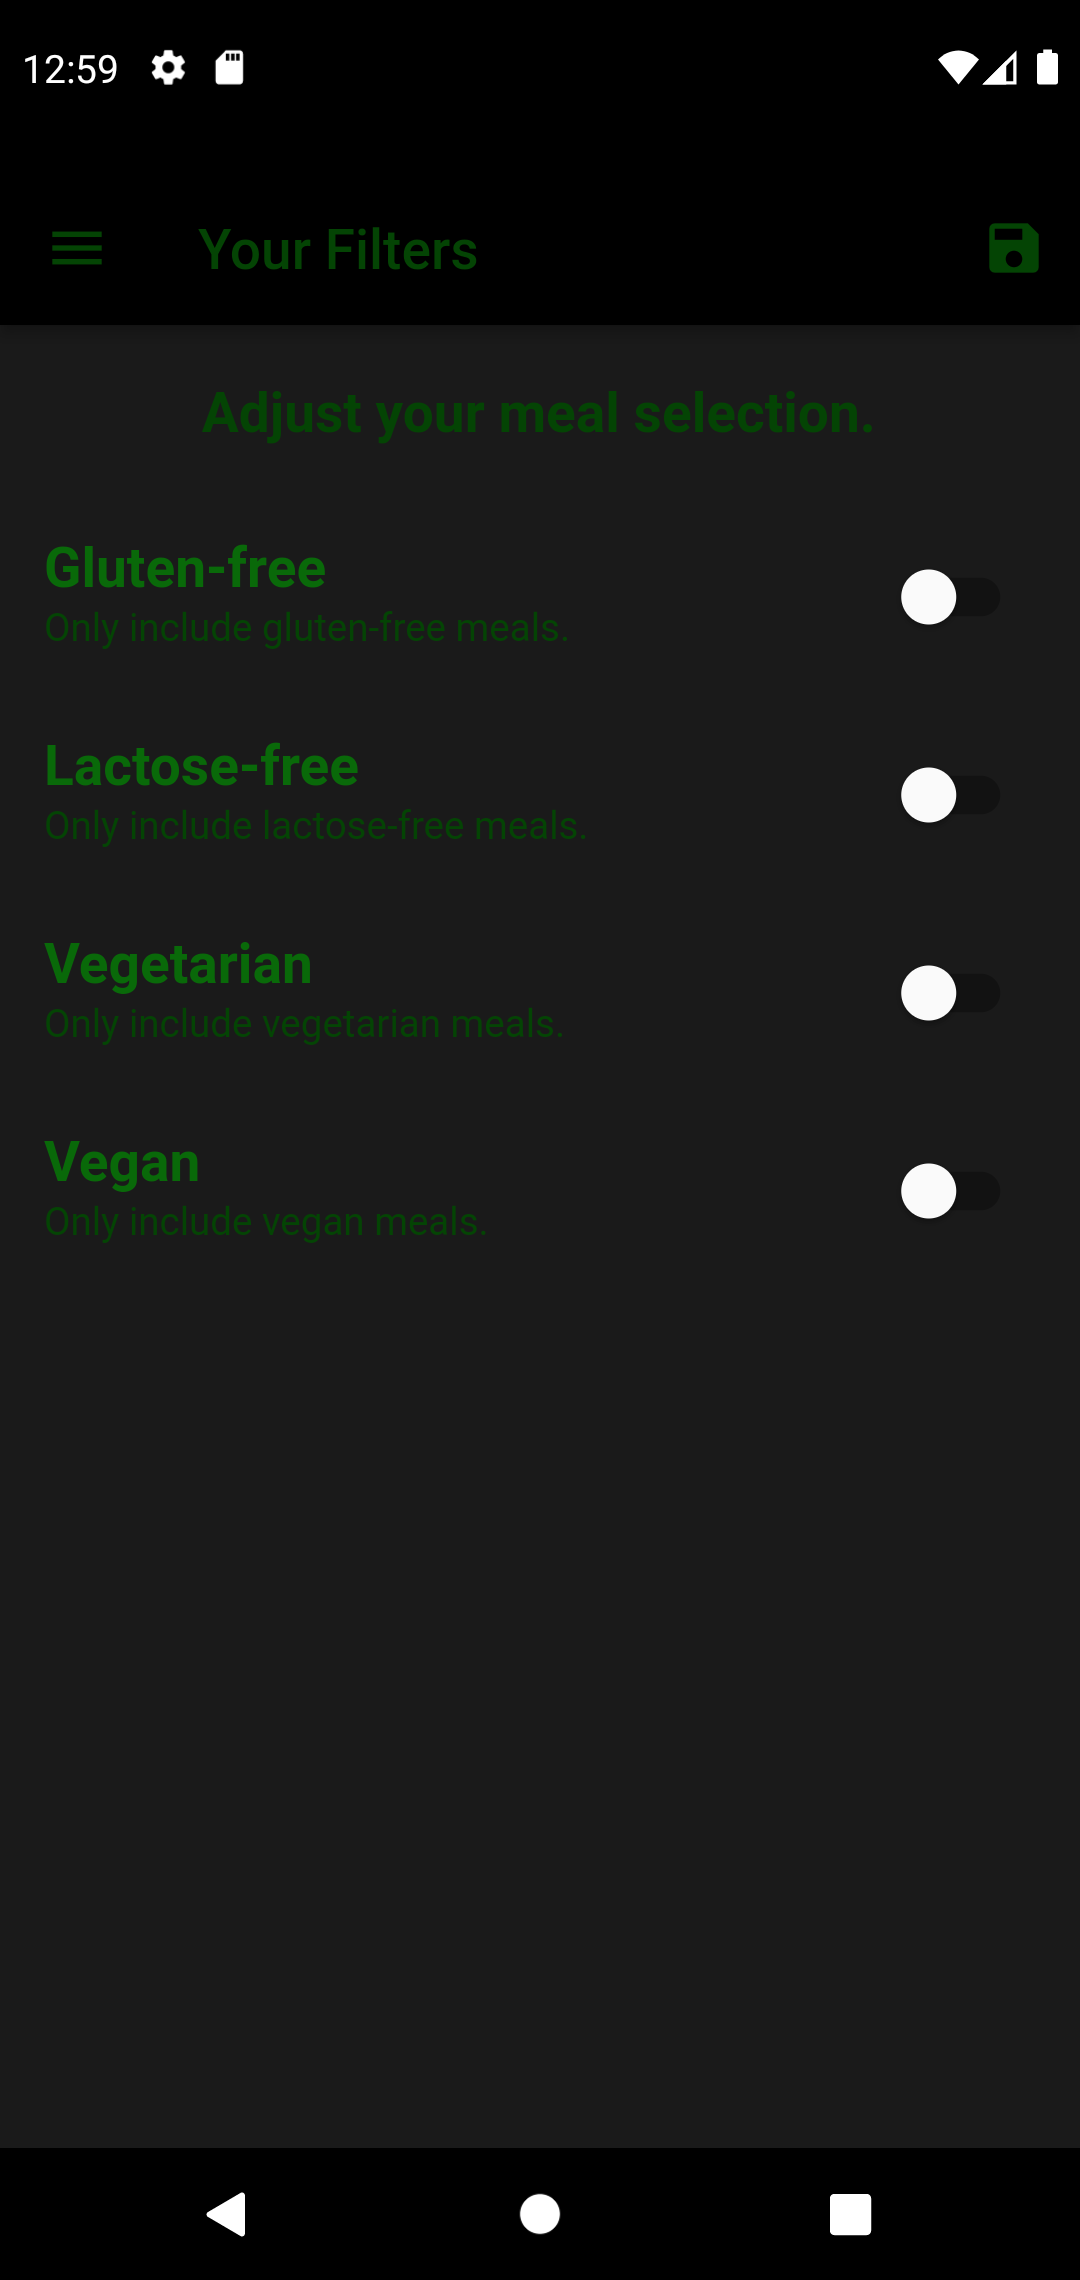 12:59
Your Filters
Adjust your meal selection.
Gluten-free
Only include gluten-free meals.
Lactose-free
Only include lactose-free meals.
Vegetarian
Only include vegetarian meals.
Vegan
Only include vegan meals.